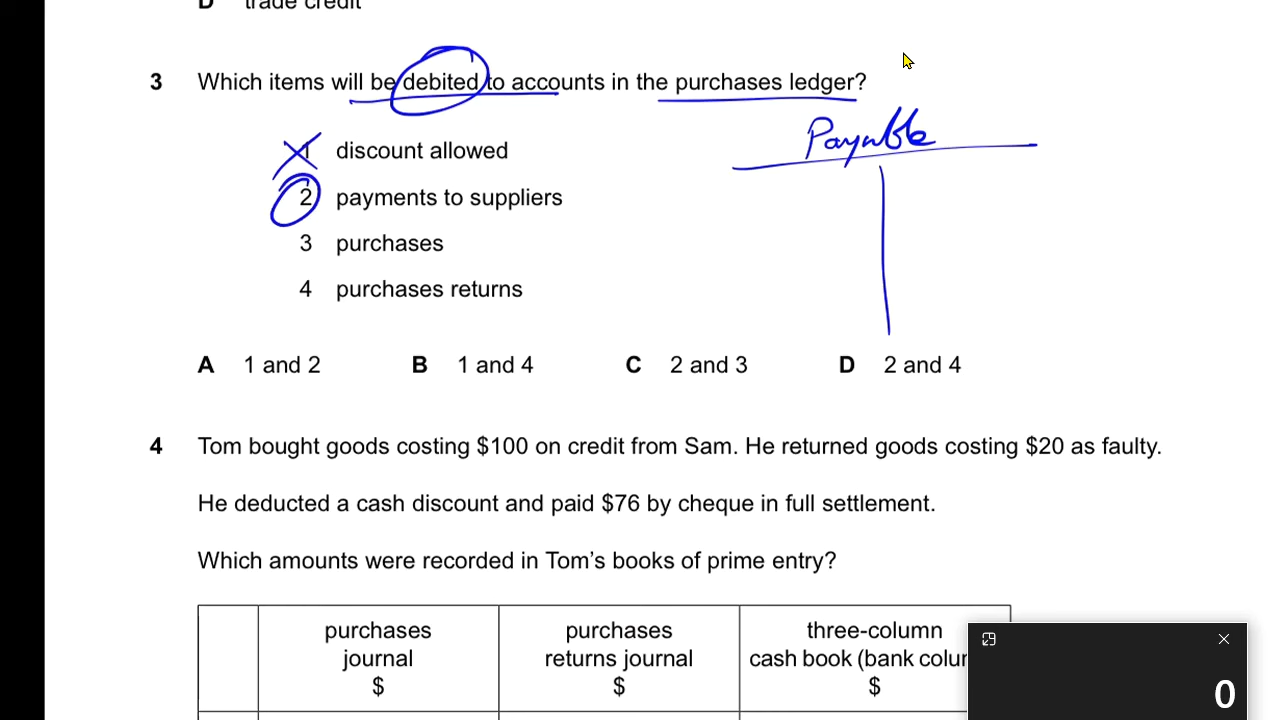 D trade credit
3 Which items will be debited to accounts in the purchases ledger?
Payable
1 discount allowed
2 payments to suppliers
3 purchases
4 purchases returns
A 1 and 2 B 1 and 4 C 2 and 3 D 2 and 4
4 Tom bought goods costing $100 on credit from Sam. He returned goods costing $20 as faulty.
He deducted a cash discount and paid $76 by cheque in full settlement.
Which amounts were recorded in Tom's books of prime entry?
purchases journal $
purchases returns journal $
three-column cash book (bank colum
$
0